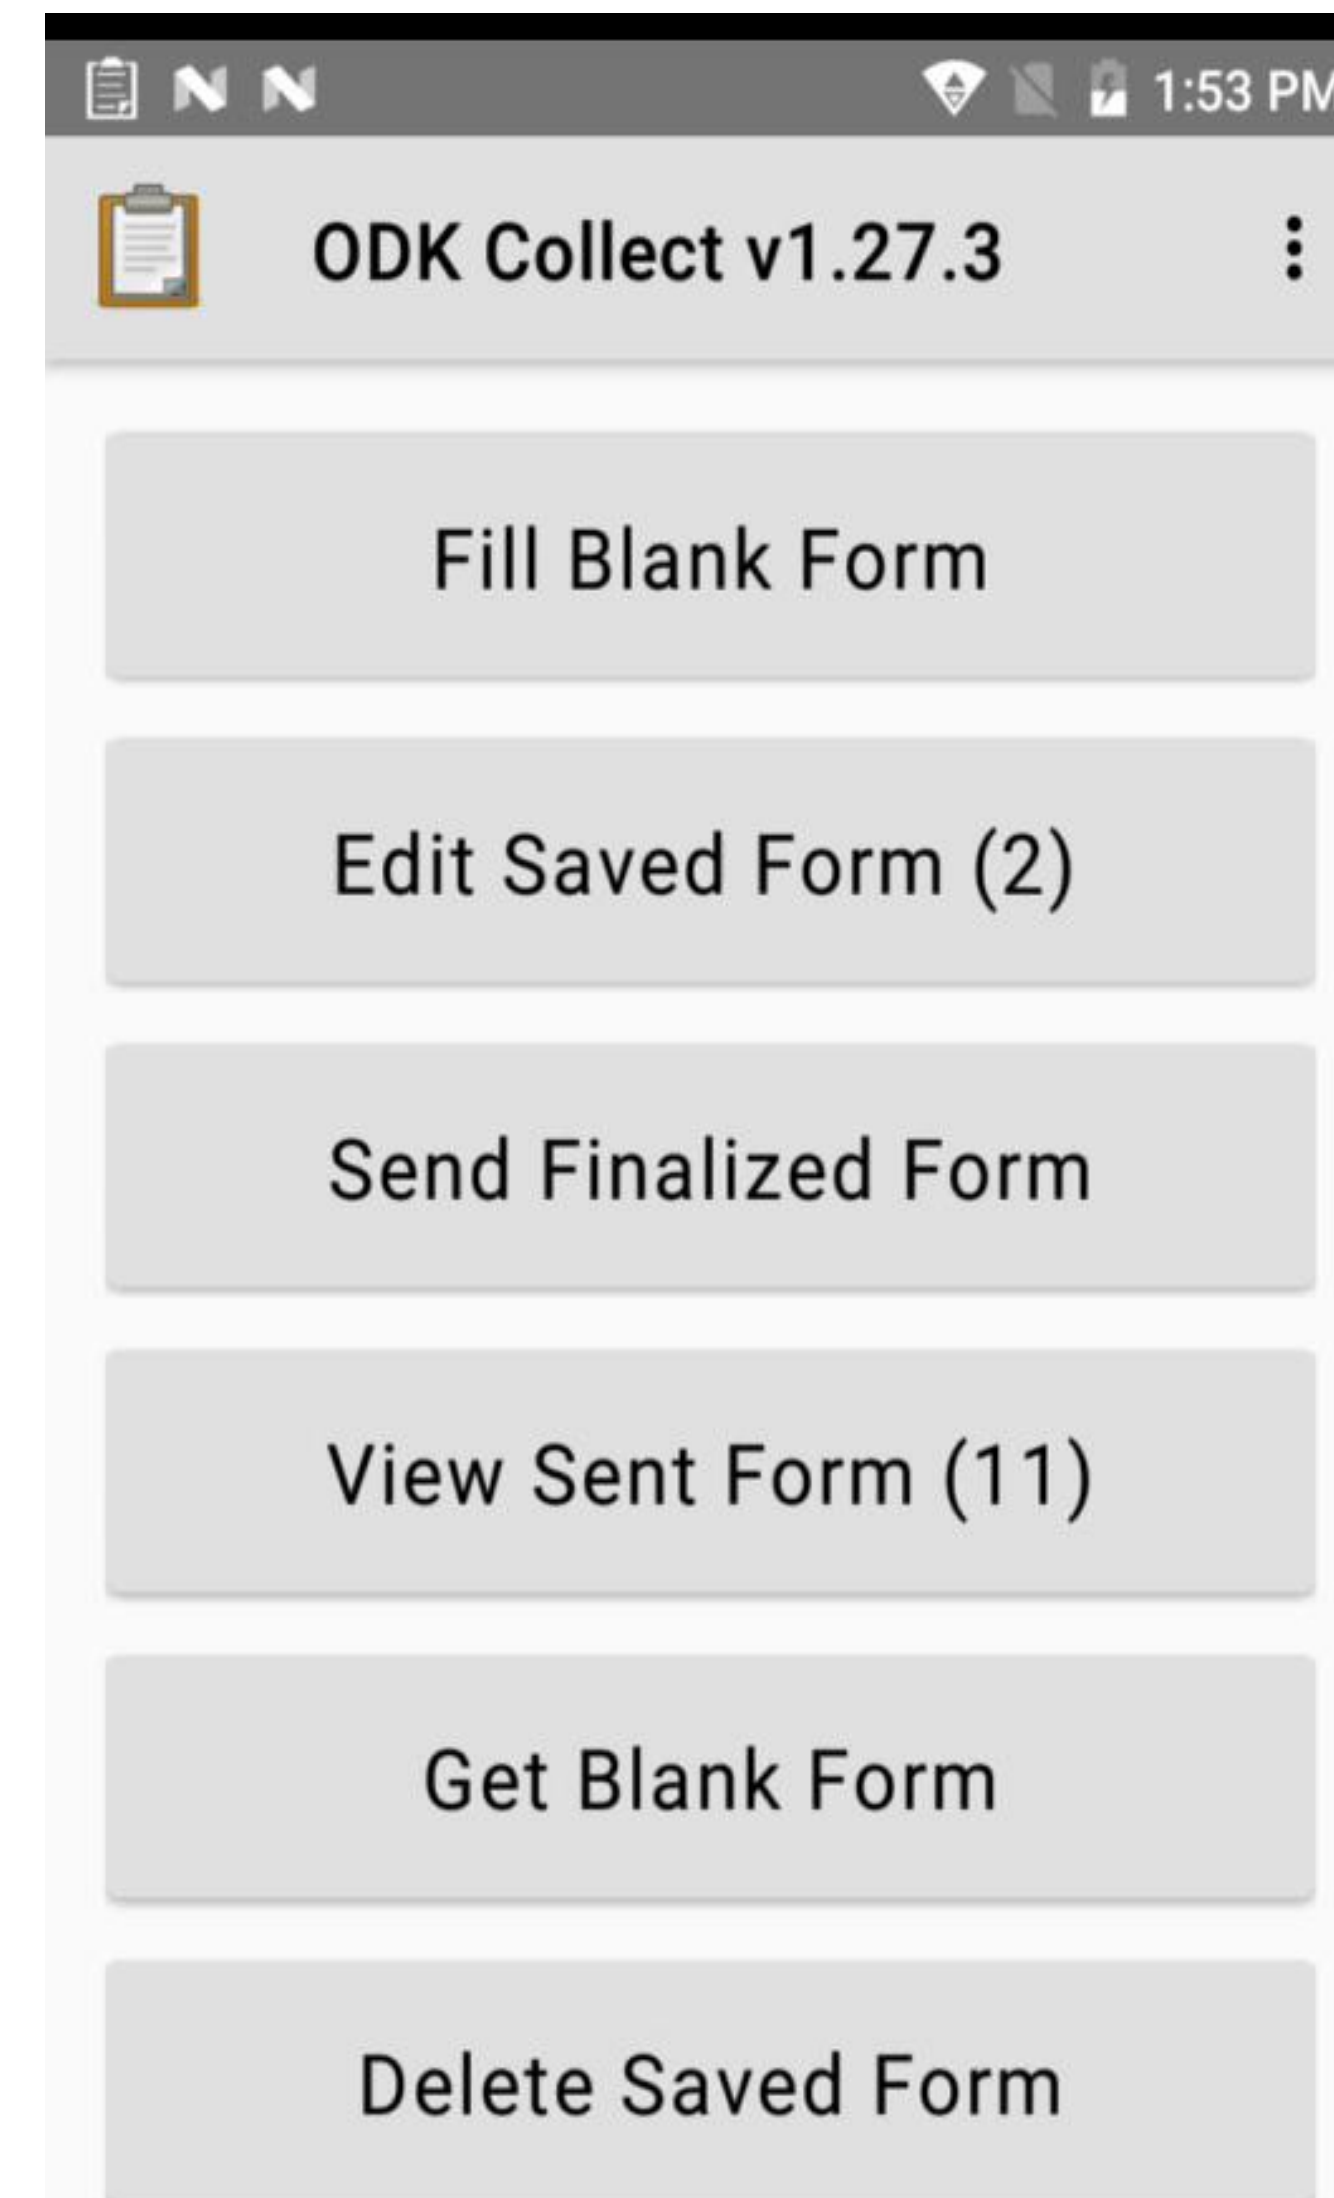 1:53 PM
ODK Collect v1.27.3
Fill Blank Form
Edit Saved Form (2)
Send Finalized Form
View Sent Form (11)
Get Blank Form
Delete Saved Form